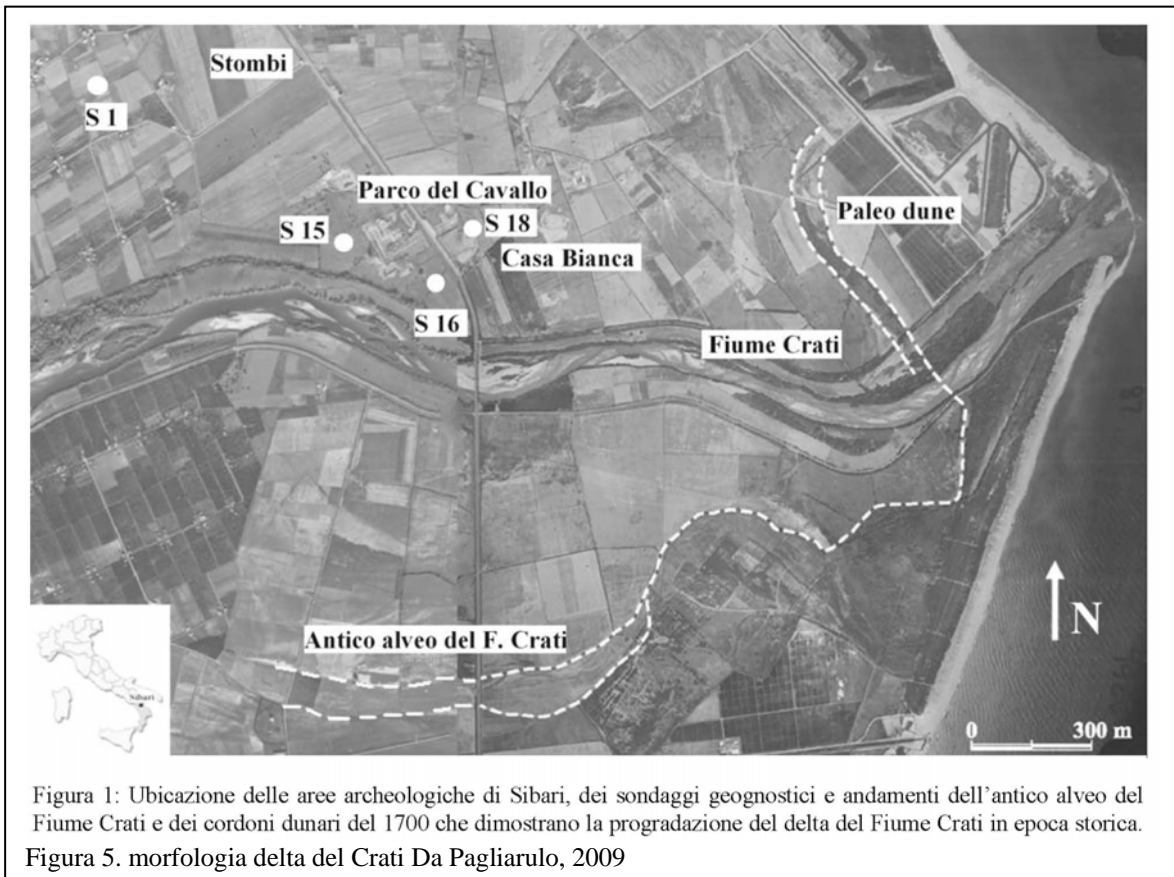 Stombi
S 1
Parco del Cavallo
S 15
S 18
Casa Bianca
Paleo dune
S 16
Fiume Crati
Antico alveo del F. Crati
Sibari
N
0 300 m
Figura 1: Ubicazione delle aree archeologiche di Sibari, dei sondaggi geognostici e andamenti dell'antico alveo del
Fiume Crati e dei cordoni dunari del 1700 che dimostrano la progradazione del delta del Fiume Crati in epoca storica.
Figura 5. morfologia delta del Crati Da Pagliarulo, 2009